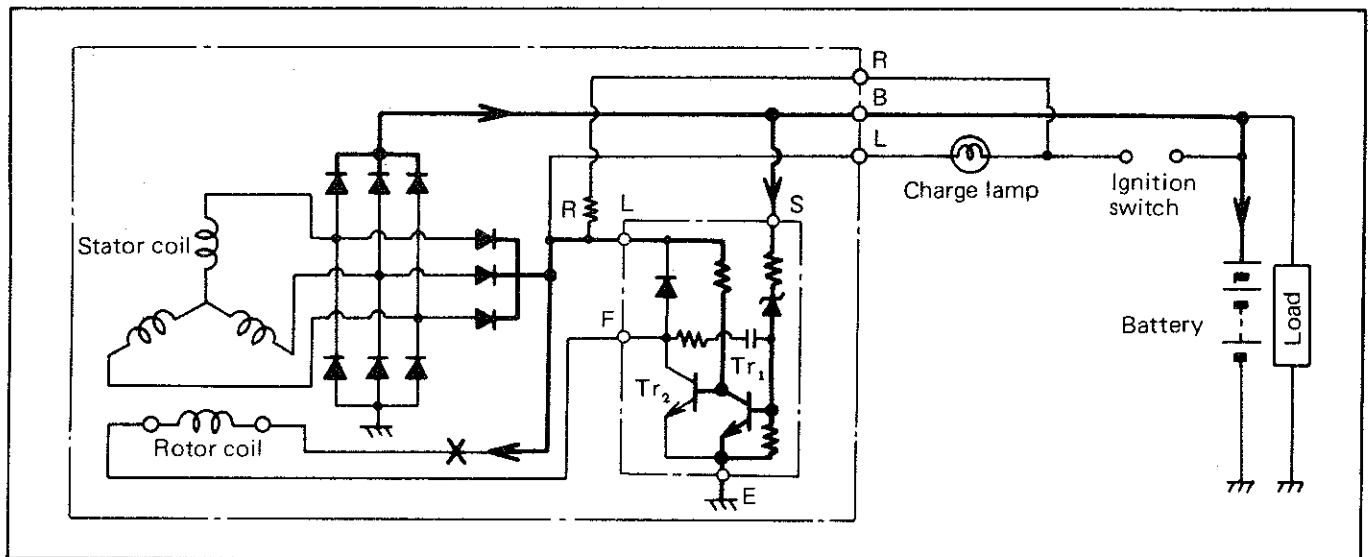 R
B
L
Charge lamp
Ignition
switch
R
L
S
Stator coil
F
Tr₁
Tr₂
Battery
Load
Rotor coil
E